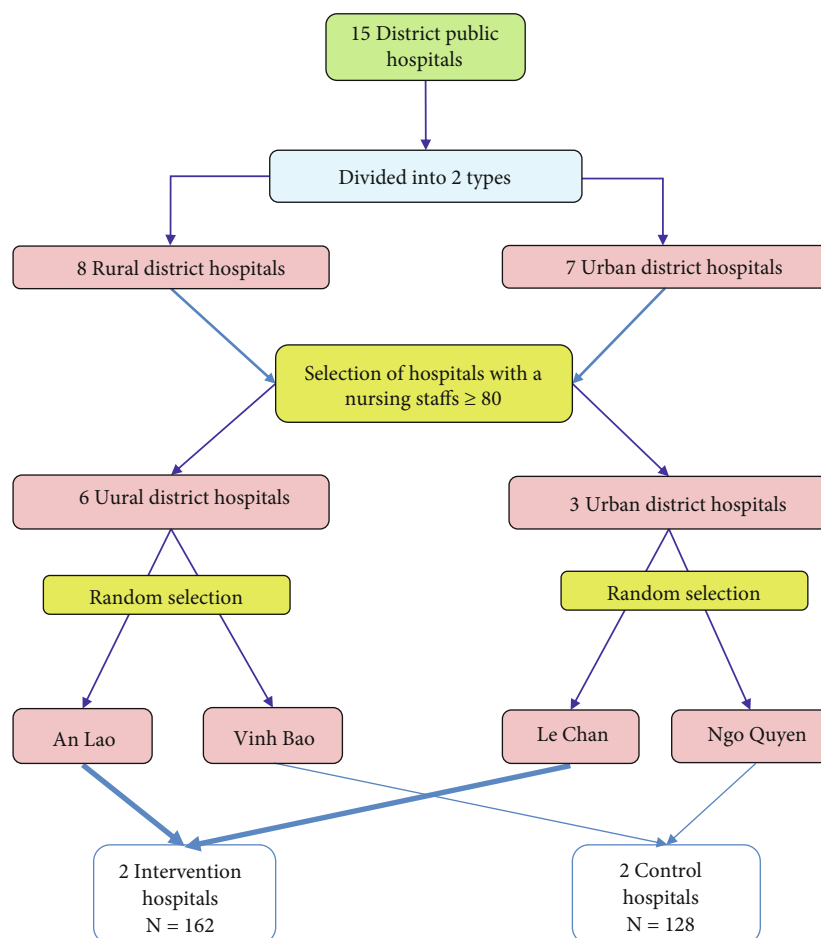 15 District public
hospitals
Divided into 2 types
8 Rural district hospitals
7 Urban district hospitals
Selection of hospitals with a
nursing staffs ≥ 80
6 Uural district hospitals
3 Urban district hospitals
Random selection
Random selection
An Lao
Vinh Bao
Le Chan
Ngo Quyen
2 Intervention
hospitals
N = 162
2 Control
hospitals
N = 128